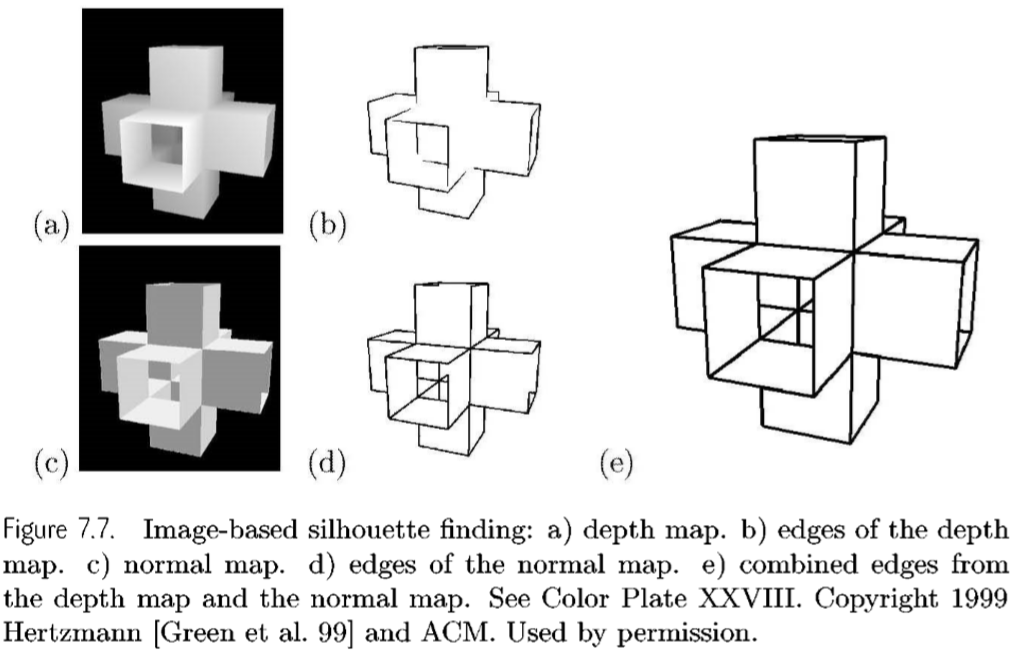 (a)
(b)
(c)
(d)
(e)
Figure 7.7. Image-based silhouette finding: a) depth map. b) edges of the depth
map. c) normal map. d) edges of the normal map. e) combined edges from
the depth map and the normal map. See Color Plate XXVIII. Copyright 1999
Hertzmann [Green et al. 99] and ACM. Used by permission.